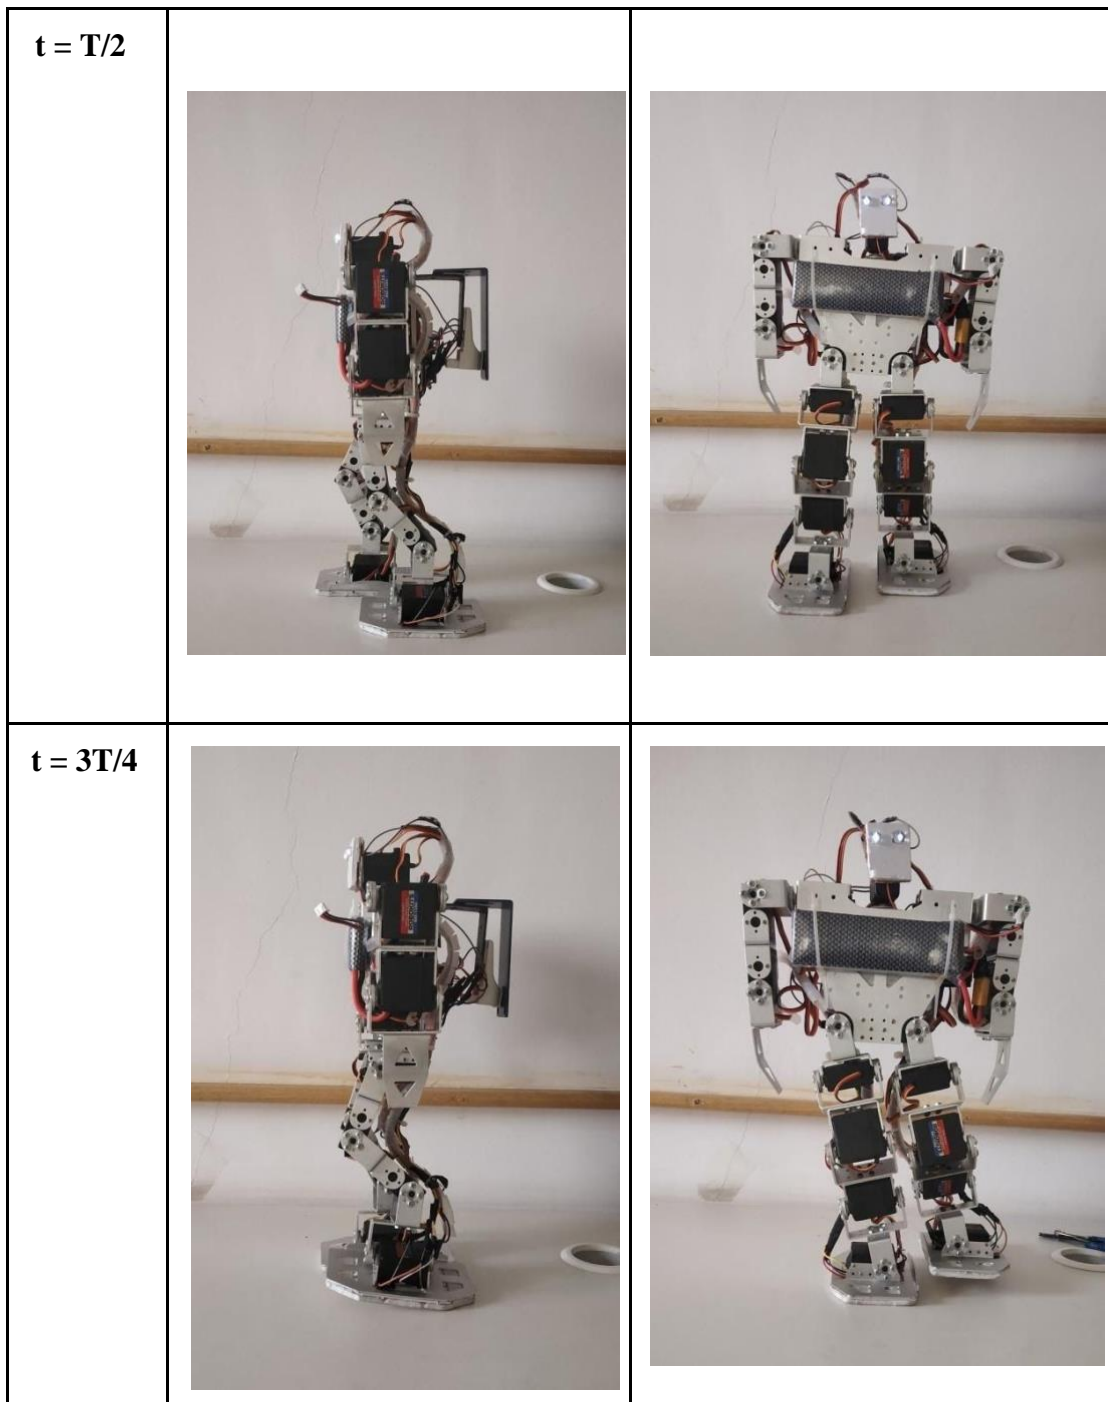 t = T/2
t = 3T/4